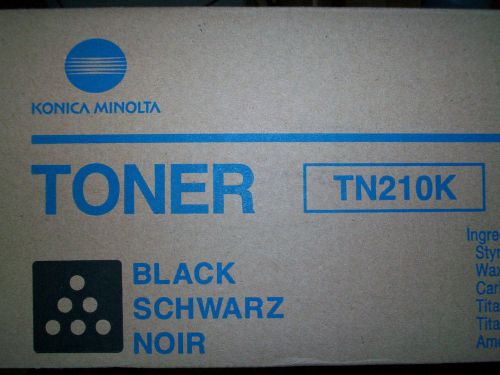 KONICA MINOLTA
TONER
TN210K
BLACK
SCHWARZ
NOIR